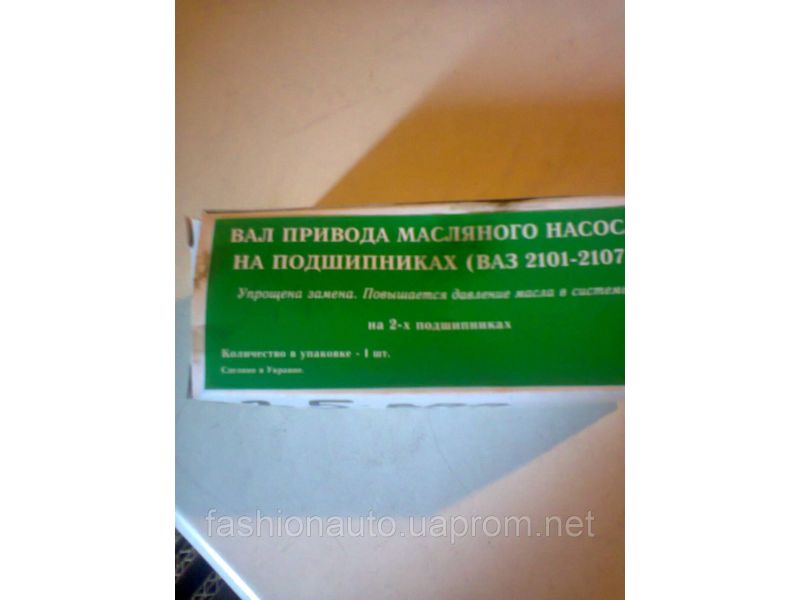 ВАЛ ПРИВОДА МАСЛЯНОГО НАСОС
НА ПОДШИПНИКАХ (ВАЗ 2101-2107
Упрощена замена. Повышается давление масла в системе
на 2-х подшипниках
Количество в упаковке - 1 шт.
Сделано в Украине.
fashionauto.uaprom.net